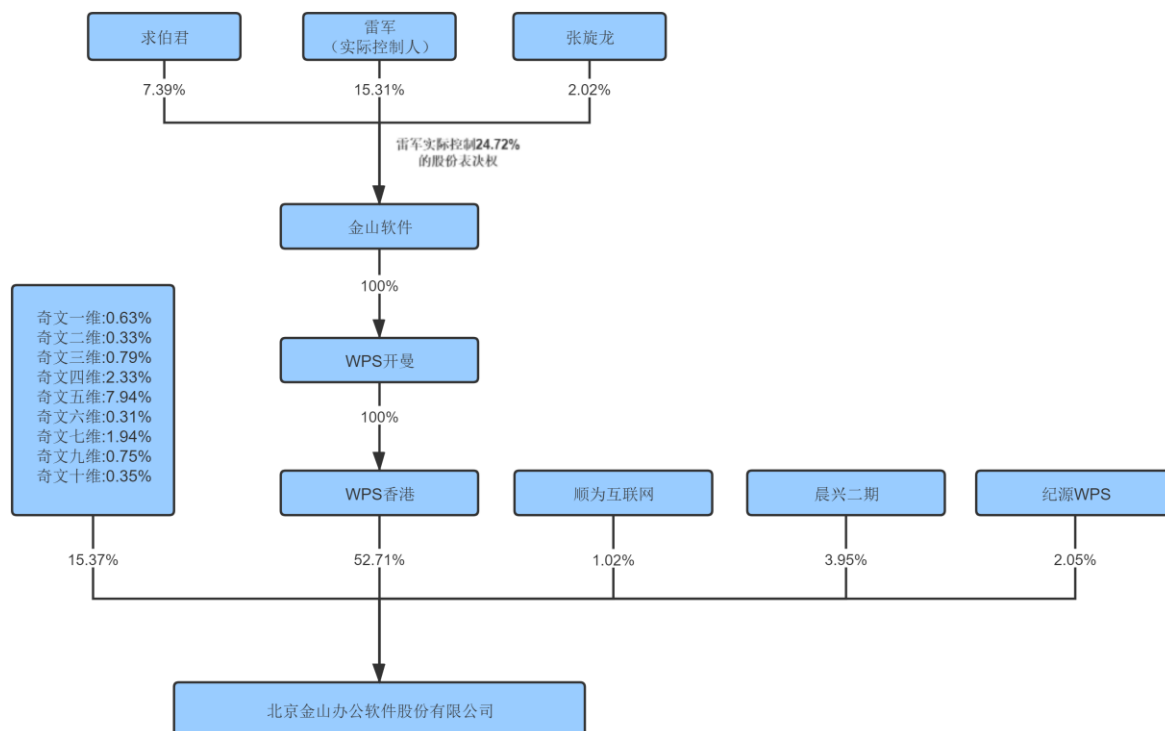 求伯君
雷军
（实际控制人）
张旋龙
7.39%
15.31%
2.02%
雷军实际控制24.72%
的股份表决权
金山软件
100%
WPS开曼
100%
奇文一维:0.63%
奇文二维:0.33%
奇文三维:0.79%
奇文四维:2.33%
奇文五维:7.94%
奇文六维:0.31%
奇文七维:1.94%
奇文九维:0.75%
奇文十维:0.35%
WPS香港
顺为互联网
晨兴二期
纪源WPS
15.37%
52.71%
1.02%
3.95%
2.05%
北京金山办公软件股份有限公司